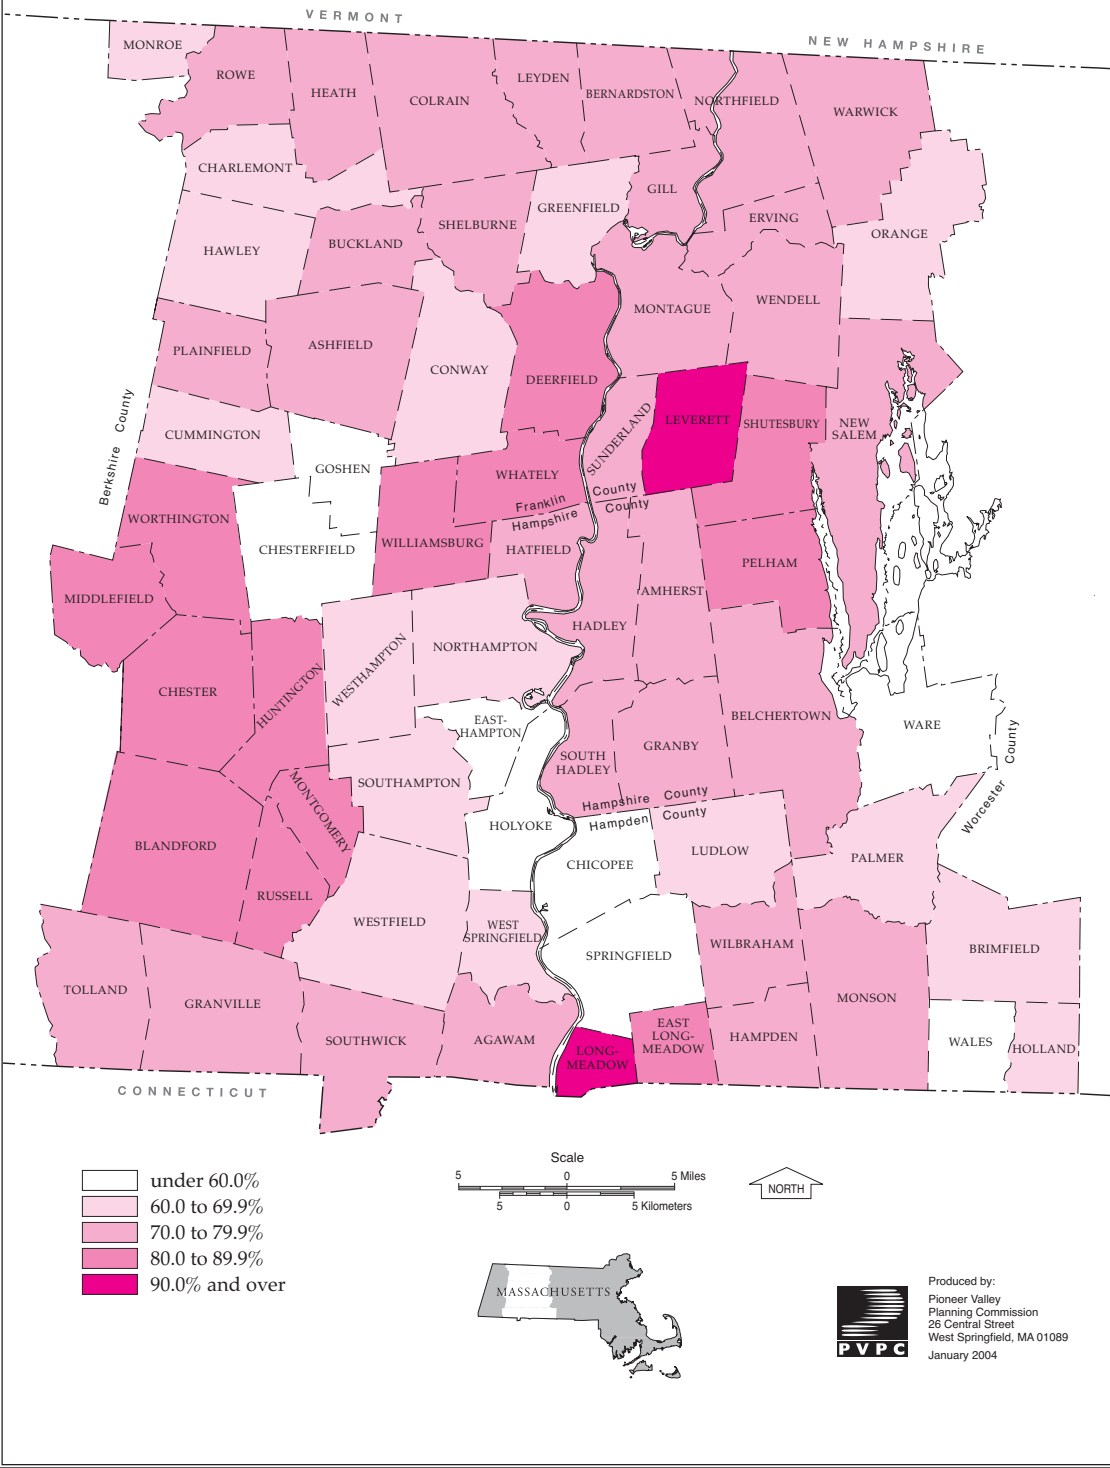 VERMONT
NEW HAMPSHIRE
MONROE
ROWE
HEATH
COLRAIN
LEYDEN
BERNARDSTON
NORTHFIELD
WARWICK
CHARLEMONT
GILL
GREENFIELD
SHELBURNE
ERVING
ORANGE
HAWLEY
BUCKLAND
MONTAGUE
WENDELL
PLAINFIELD
ASHFIELD
CONWAY
DEERFIELD
Berkshire County
CUMMINGTON
GOSHEN
SUNDERLAND
LEVERETT
SHUTESBURY
NEW
SALEM
WHATELY
Franklin County
Hampshire County
WORTHINGTON
CHESTERFIELD
WILLIAMSBURG
HATFIELD
PELHAM
MIDDLEFIELD
AMHERST
HADLEY
NORTHAMPTON
WESTHAMPTON
CHESTER
HUNTINGTON
EAST-
HAMPTON
BELCHERTOWN
WARE
SOUTH
HADLEY
GRANBY
Worcester County
SOUTHAMPTON
MONTGOMERY
Hampshire County
Hampden County
HOLYOKE
BLANDFORD
CHICOPEE
LUDLOW
PALMER
RUSSELL
WESTFIELD
WEST
SPRINGFIELD
SPRINGFIELD
WILBRAHAM
BRIMFIELD
TOLLAND
GRANVILLE
MONSON
SOUTHWICK
AGAWAM
EAST
LONG-
MEADOW
HAMPDEN
WALES
HOLLAND
LONG-
MEADOW
CONNECTICUT
under 60.0%
60.0 to 69.9%
70.0 to 79.9%
80.0 to 89.9%
90.0% and over
Scale
5 0 5 Miles
5 0 5 Kilometers
NORTH
MASSACHUSETTS
PVPC
Produced by:
Pioneer Valley
Planning Commission
26 Central Street
West Springfield, MA 01089
January 2004